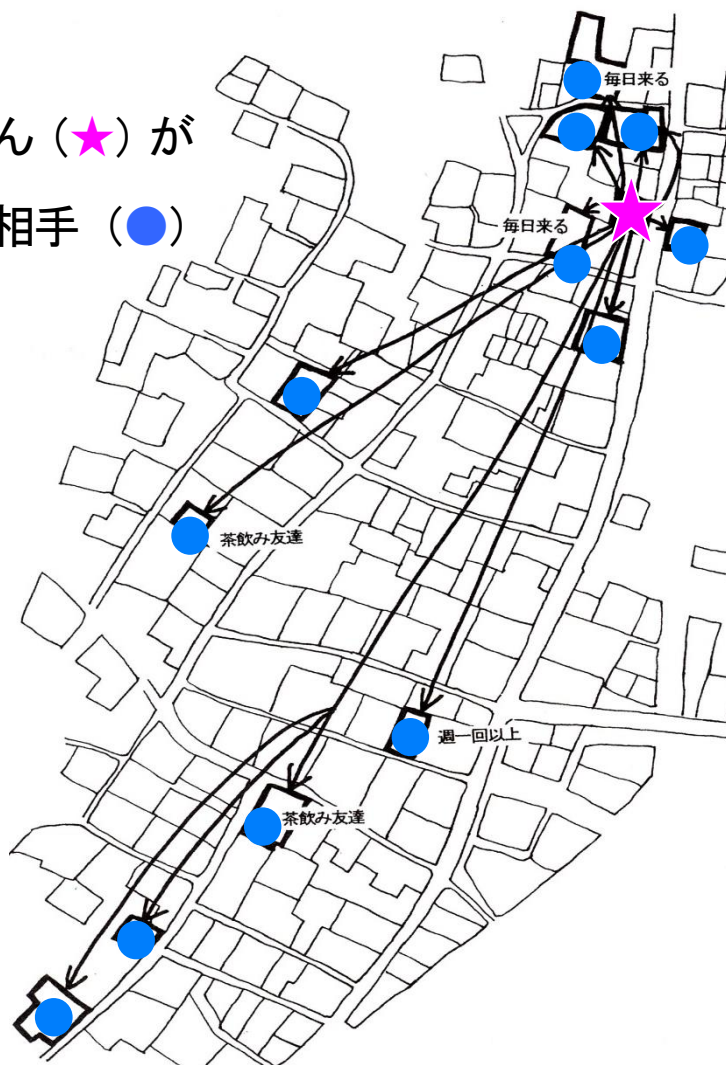 ん（★）が
相手（●）
毎日来る
毎日来る
茶飲み友達
週一回以上
茶飲み友達